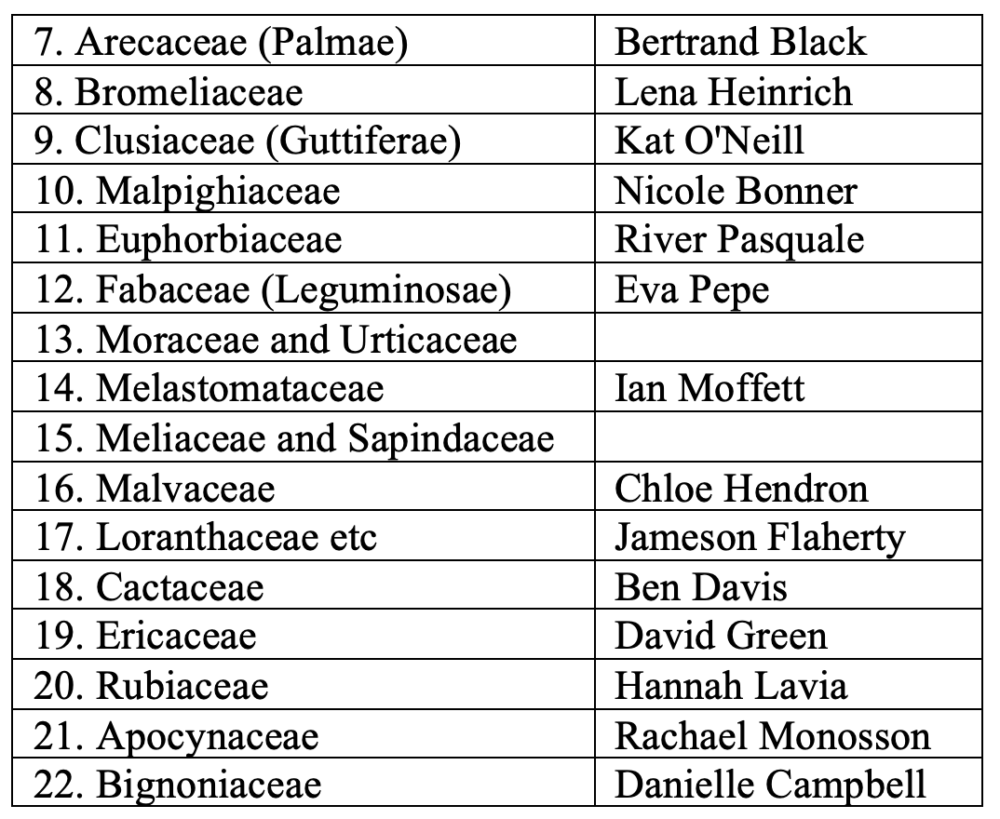 7. Arecaceae (Palmae) Bertrand Black
8. Bromeliaceae Lena Heinrich
9. Clusiaceae (Guttiferae) Kat O'Neill
10. Malpighiaceae Nicole Bonner
11. Euphorbiaceae River Pasquale
12. Fabaceae (Leguminosae) Eva Pepe
13. Moraceae and Urticaceae
14. Melastomataceae Ian Moffett
15. Meliaceae and Sapindaceae
16. Malvaceae Chloe Hendron
17. Loranthaceae etc Jameson Flaherty
18. Cactaceae Ben Davis
19. Ericaceae David Green
20. Rubiaceae Hannah Lavia
21. Apocynaceae Rachael Monosson
22. Bignoniaceae Danielle Campbell